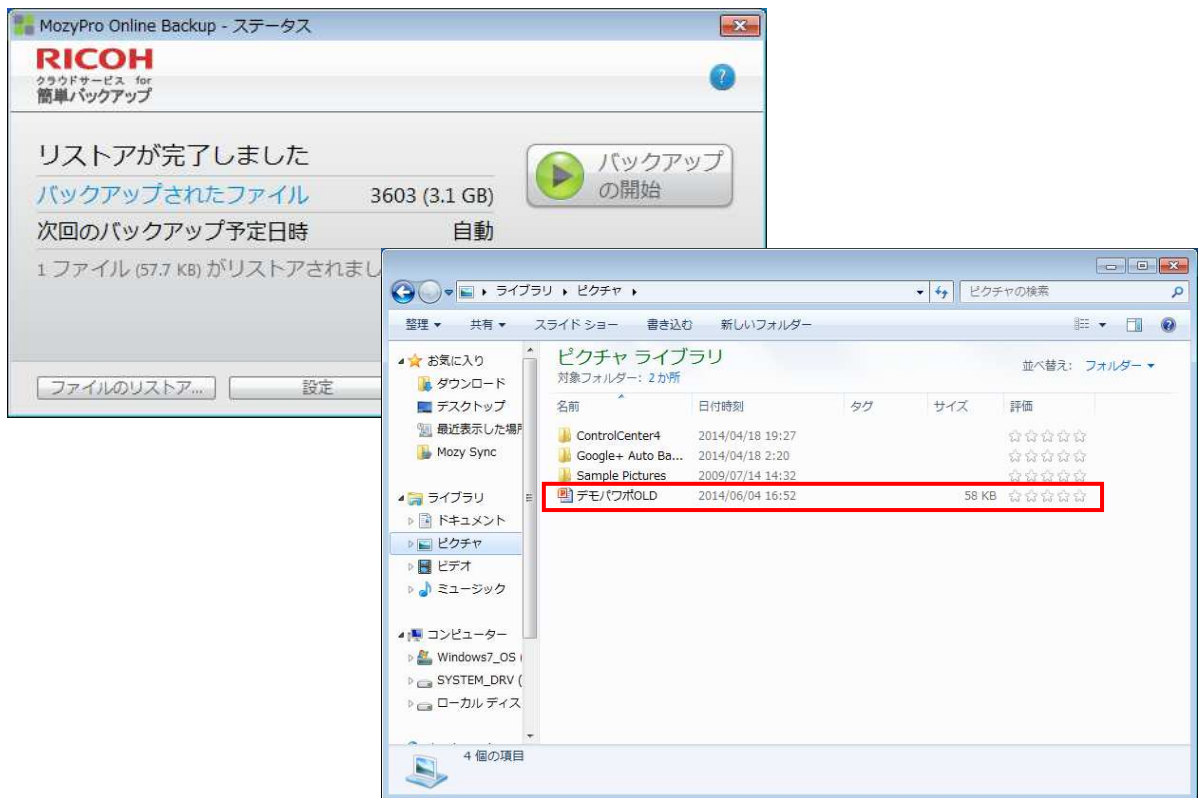 MozyPro Online Backup - ステータス
RICOH
クラウドサービス for
簡単バックアップ
?
リストアが完了しました
バックアップされたファイル 3603 (3.1 GB)
次回のバックアップ予定日時 自動
1 ファイル (57.7 KB) がリストアされまし
バックアップ
の開始
ファイルのリストア... 設定
ライブラリ ピクチャ
ピクチャの検索
整理 共有 スライド ショー 書き込む 新しいフォルダー
お気に入り
ダウンロード
デスクトップ
最近表示した場所
Mozy Sync
ライブラリ
ドキュメント
ピクチャ
ビデオ
ミュージック
コンピューター
Windows7_OS (
SYSTEM_DRV (
ローカル ディス
ピクチャ ライブラリ
対象フォルダー: 2 か所
並べ替え: フォルダー
名前 日付時刻 タグ サイズ 評価
ControlCenter4 2014/04/18 19:27
Google+ Auto Ba... 2014/04/18 2:20
Sample Pictures 2009/07/14 14:32
デモパワポOLD 2014/06/04 16:52 58 KB
4 個の項目